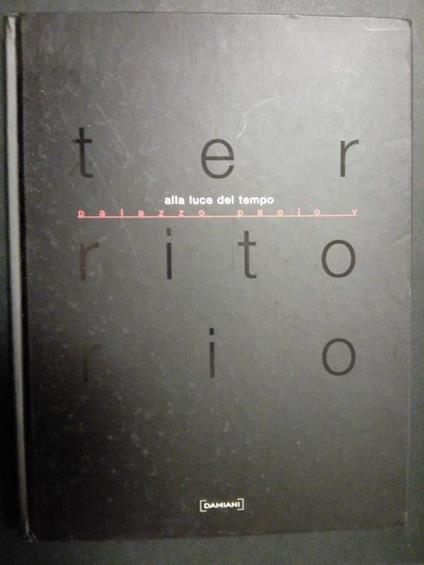 ter
alla luce del tempo
palazzo paolo v
rito
rio
[DAMIANI]